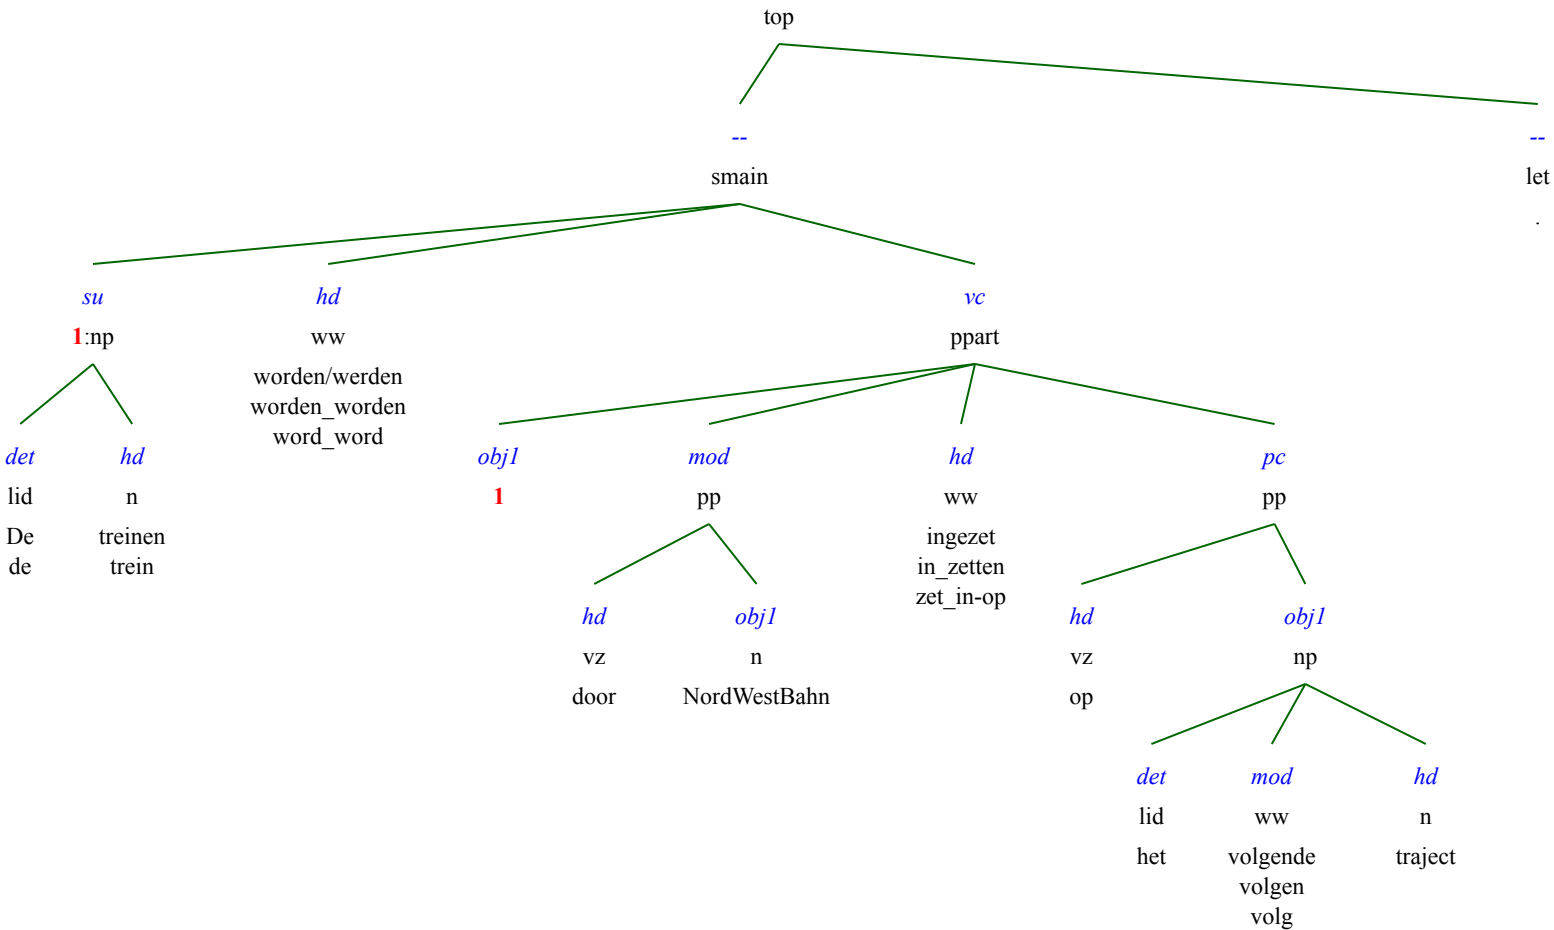 top
-- --
smain let
.
su hd vc
1:np ww ppart
worden/werden
worden_worden
word_word
det hd obj1 mod hd pc
lid n 1 pp ww pp
De treinen ingezet
de trein in_zetten
zet_in-op
hd obj1 hd obj1
vz n vz np
door NordWestBahn op
det mod hd
lid ww n
het volgende traject
volgen
volg